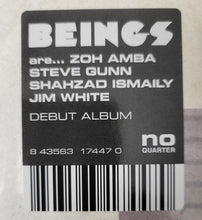 BEINGS
are... ZOH AMBA
STEVE GUNN
SHAHZAD ISMAILY
JIM WHITE
DEBUT ALBUM
no
QUARTER
8 43563 17447 0